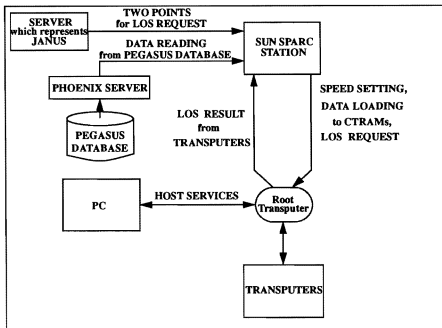 SERVER
which represents
JANUS
TWO POINTS
for LOS REQUEST
DATA READING
from PEGASUS DATABASE
SUN SPARC
STATION
PHOENIX SERVER
PEGASUS
DATABASE
LOS RESULT
from
TRANSPUTERS
SPEED SETTING,
DATA LOADING
to CTRAMs,
LOS REQUEST
PC
HOST SERVICES
Root
Transputer
TRANSPUTERS